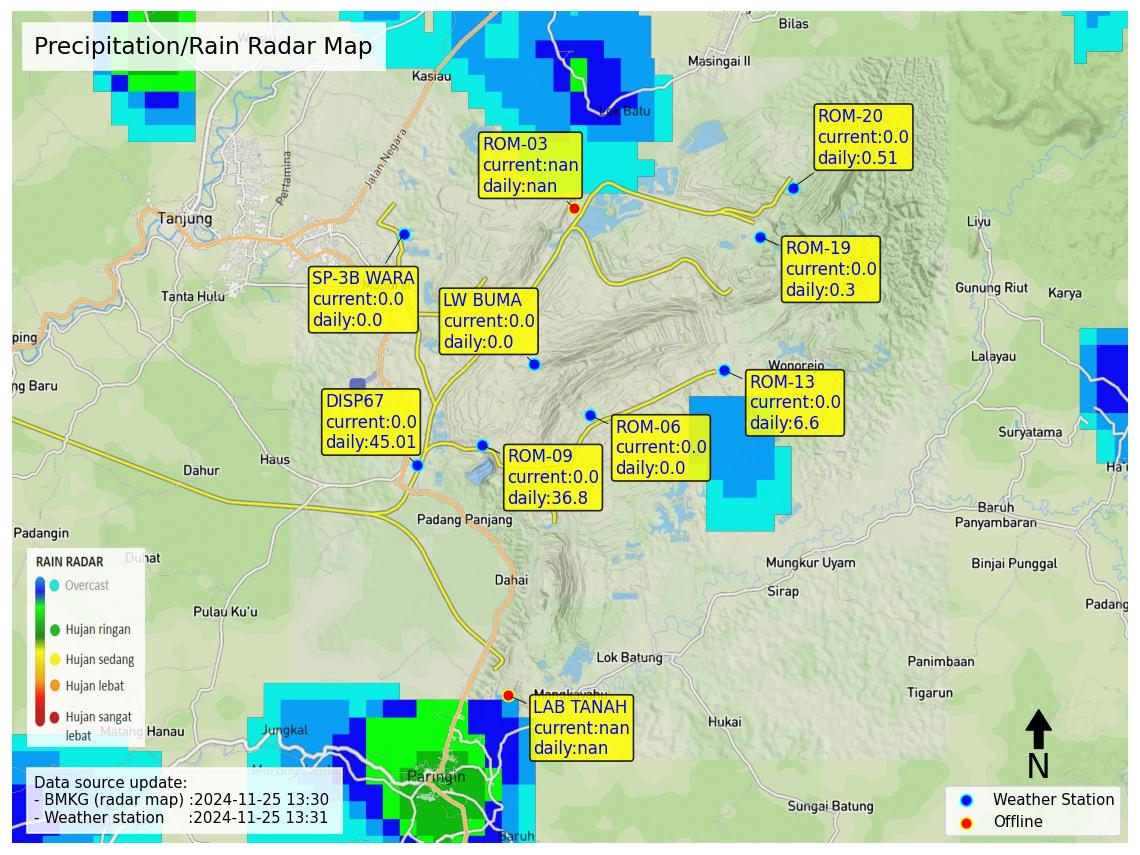 Precipitation/Rain Radar Map
Bilas
Masingai II
Kasiau
Lok Batu
ROM-20
current:0.0
daily:0.51
ROM-03
current:nan
daily:nan
Jalan Negara
Pertamina
Tanjung
Liyu
ROM-19
current:0.0
daily:0.3
SP-3B WARA
current:0.0
daily:0.0
LW BUMA
current:0.0
daily:0.0
Tanta Hulu
Gunung Riut
Karya
ping
Lalayau
Wonorejo
ng Baru
ROM-13
current:0.0
daily:6.6
DISP67
current:0.0
daily:45.01
ROM-06
current:0.0
daily:0.0
Suryatama
Haus
Dahur
ROM-09
current:0.0
daily:36.8
Padang Panjang
Baruh
Panyambaran
Padangin
Duhat
Mungkur Uyam
Binjai Punggal
Dahai
Sirap
Padang
Pulau Ku'u
RAIN RADAR
Overcast
Hujan ringan
Hujan sedang
Hujan lebat
Hujan sangat
lebat
Lok Batung
Panimbaan
Tigarun
LAB TANAH
current:nan
daily:nan
Hukai
Jungkal
Matang Hanau
Paringin
Sungai Batung
Baruh
N
Data source update:
- BMKG (radar map) :2024-11-25 13:30
- Weather station :2024-11-25 13:31
Weather Station
Offline